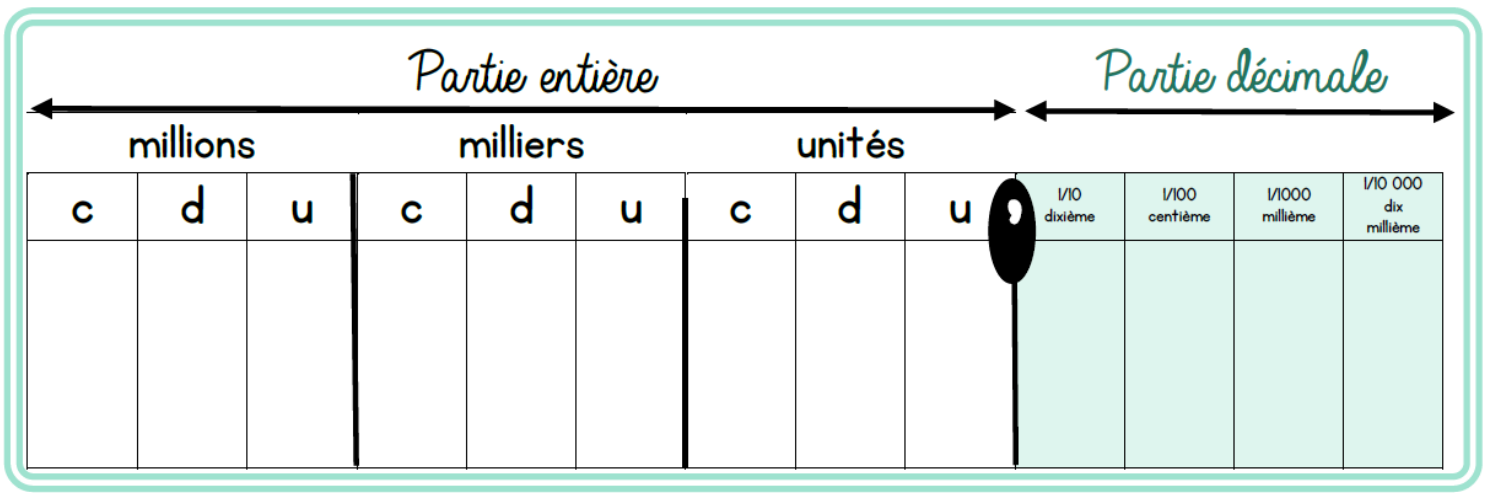 Partie entière Partie décimale
millions milliers unités
c d u c d u c d u , 1/10 dixième 1/100 centième 1/1000 millième 1/10 000 dix millième